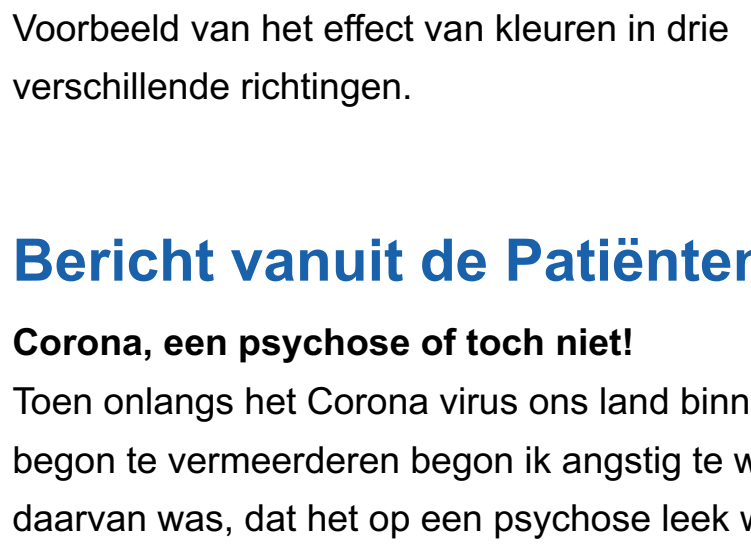 Voorbeeld van het effect van kleuren in drie
verschillende richtingen.
Bericht vanuit de
Corona, een psychose of toch niet!
Toen onlangs het Corona virus ons land
begon te vermeerderen begon ik angstig te
daarvan was, dat het op een psychose leek